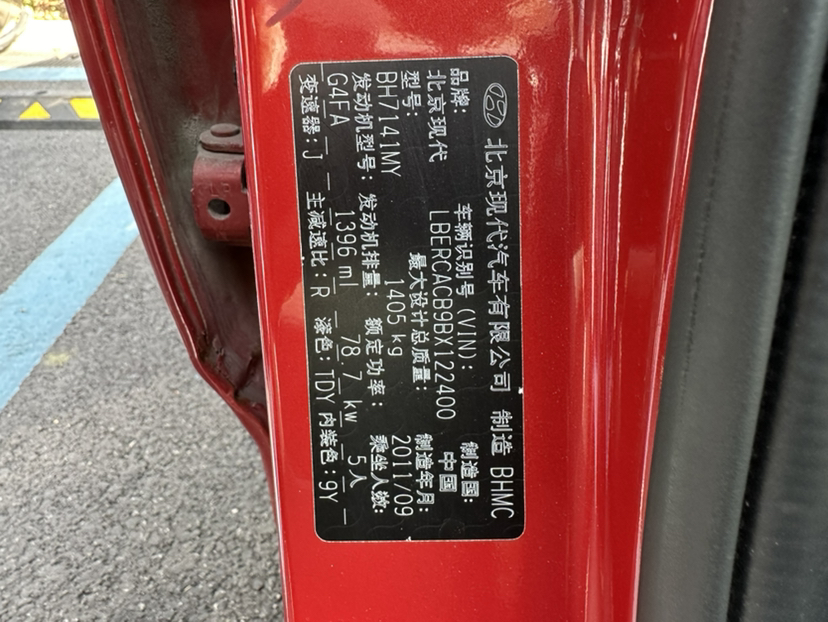 北京现代汽车有限公司 制造 BHMC
品牌: 车辆识别号 (VIN): 制造国:
北京现代 LBERCACB9BX122400 中国
型号: 最大设计总质量: 制造年月:
BH7141MY 1405 kg 2011/09
发动机型号: 发动机排量: 额定功率: 乘坐人数:
G4FA 1396 ml 78.7 kw 5人
变速器: J 主减速比: R 漆色: TDY 内装色: 9Y